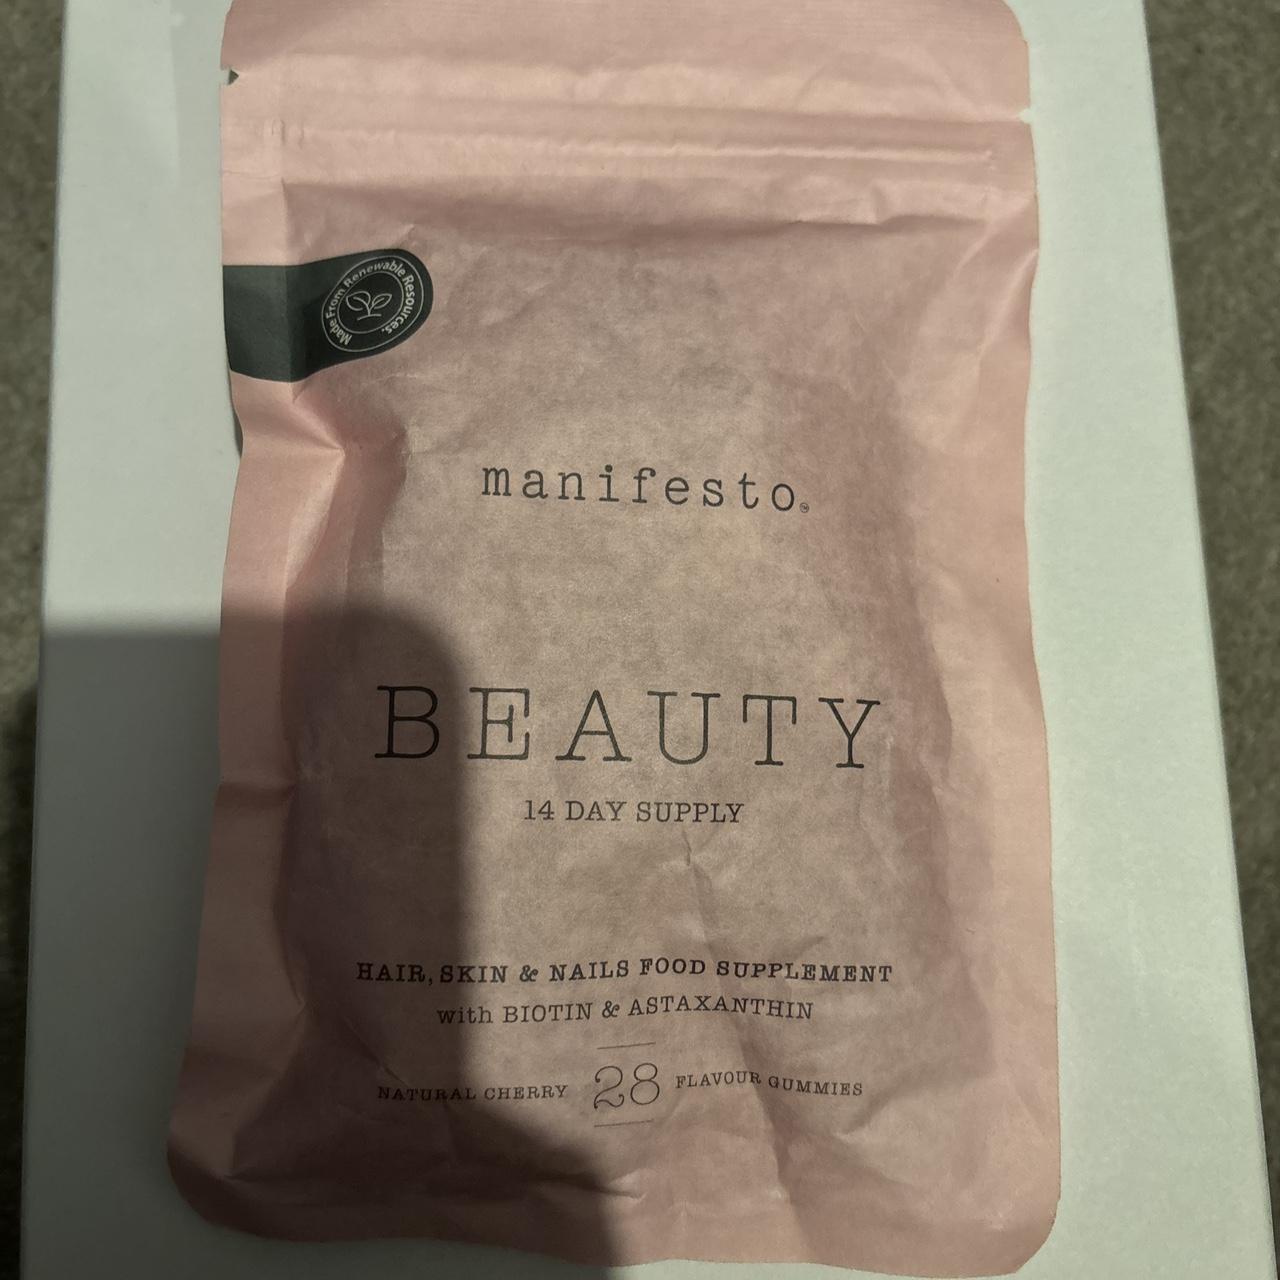 Made From Renewable Resources.
manifesto.
BEAUTY
14 DAY SUPPLY
HAIR, SKIN & NAILS FOOD SUPPLEMENT
with BIOTIN & ASTAXANTHIN
NATURAL CHERRY 28 FLAVOUR GUMMIES